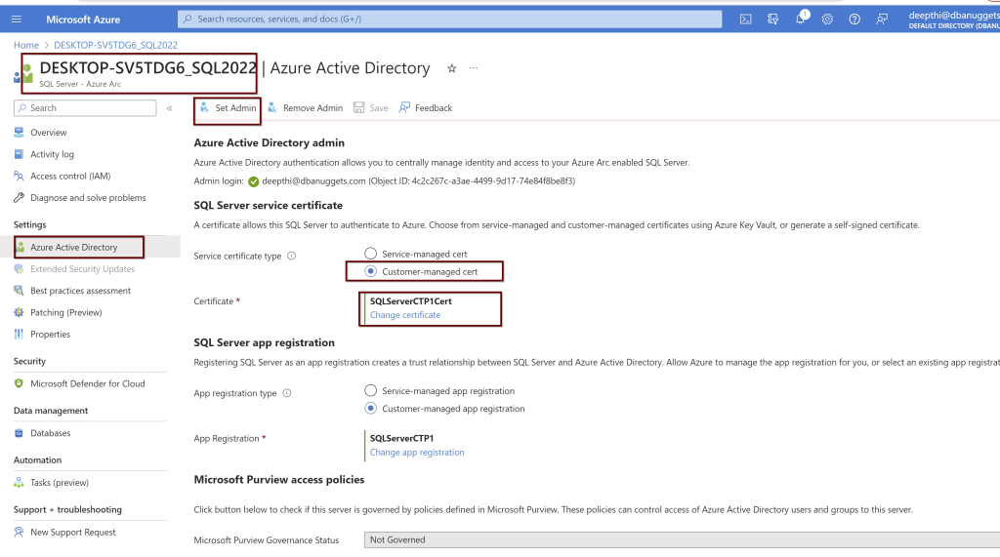 Microsoft Azure
Search resources, services, and docs (G+/)
1
deepthi@dbanuggets
DEFAULT DIRECTORY (DBANU
Home > DESKTOP-SV5TDG6_SQL2022
DESKTOP-SV5TDG6_SQL2022 | Azure Active Directory
SQL Server - Azure Arc
Search
«
Set Admin
Remove Admin
Save
Feedback
Overview
Activity log
Access control (IAM)
Diagnose and solve problems
Settings
Azure Active Directory
Extended Security Updates
Best practices assessment
Patching (Preview)
Properties
Security
Microsoft Defender for Cloud
Data management
Databases
Automation
Tasks (preview)
Support + troubleshooting
New Support Request
Azure Active Directory admin
Azure Active Directory authentication allows you to centrally manage identity and access to your Azure Arc enabled SQL Server.
Admin login: deepthi@dbanuggets.com (Object ID: 4c2c267c-a3ae-4499-9d17-74e84f8be8f3)
SQL Server service certificate
A certificate allows this SQL Server to authenticate to Azure. Choose from service-managed and customer-managed certificates using Azure Key Vault, or generate a self-signed certificate.
Service certificate type
Service-managed cert
Customer-managed cert
Certificate *
SQLServerCTP1Cert
Change certificate
SQL Server app registration
Registering SQL Server as an app registration creates a trust relationship between SQL Server and Azure Active Directory. Allow Azure to manage the app registration for you, or select an existing app registrat
App registration type
Service-managed app registration
Customer-managed app registration
App Registration *
SQLServerCTP1
Change app registration
Microsoft Purview access policies
Click button below to check if this server is governed by policies defined in Microsoft Purview. These policies can control access of Azure Active Directory users and groups to this server.
Microsoft Purview Governance Status
Not Governed